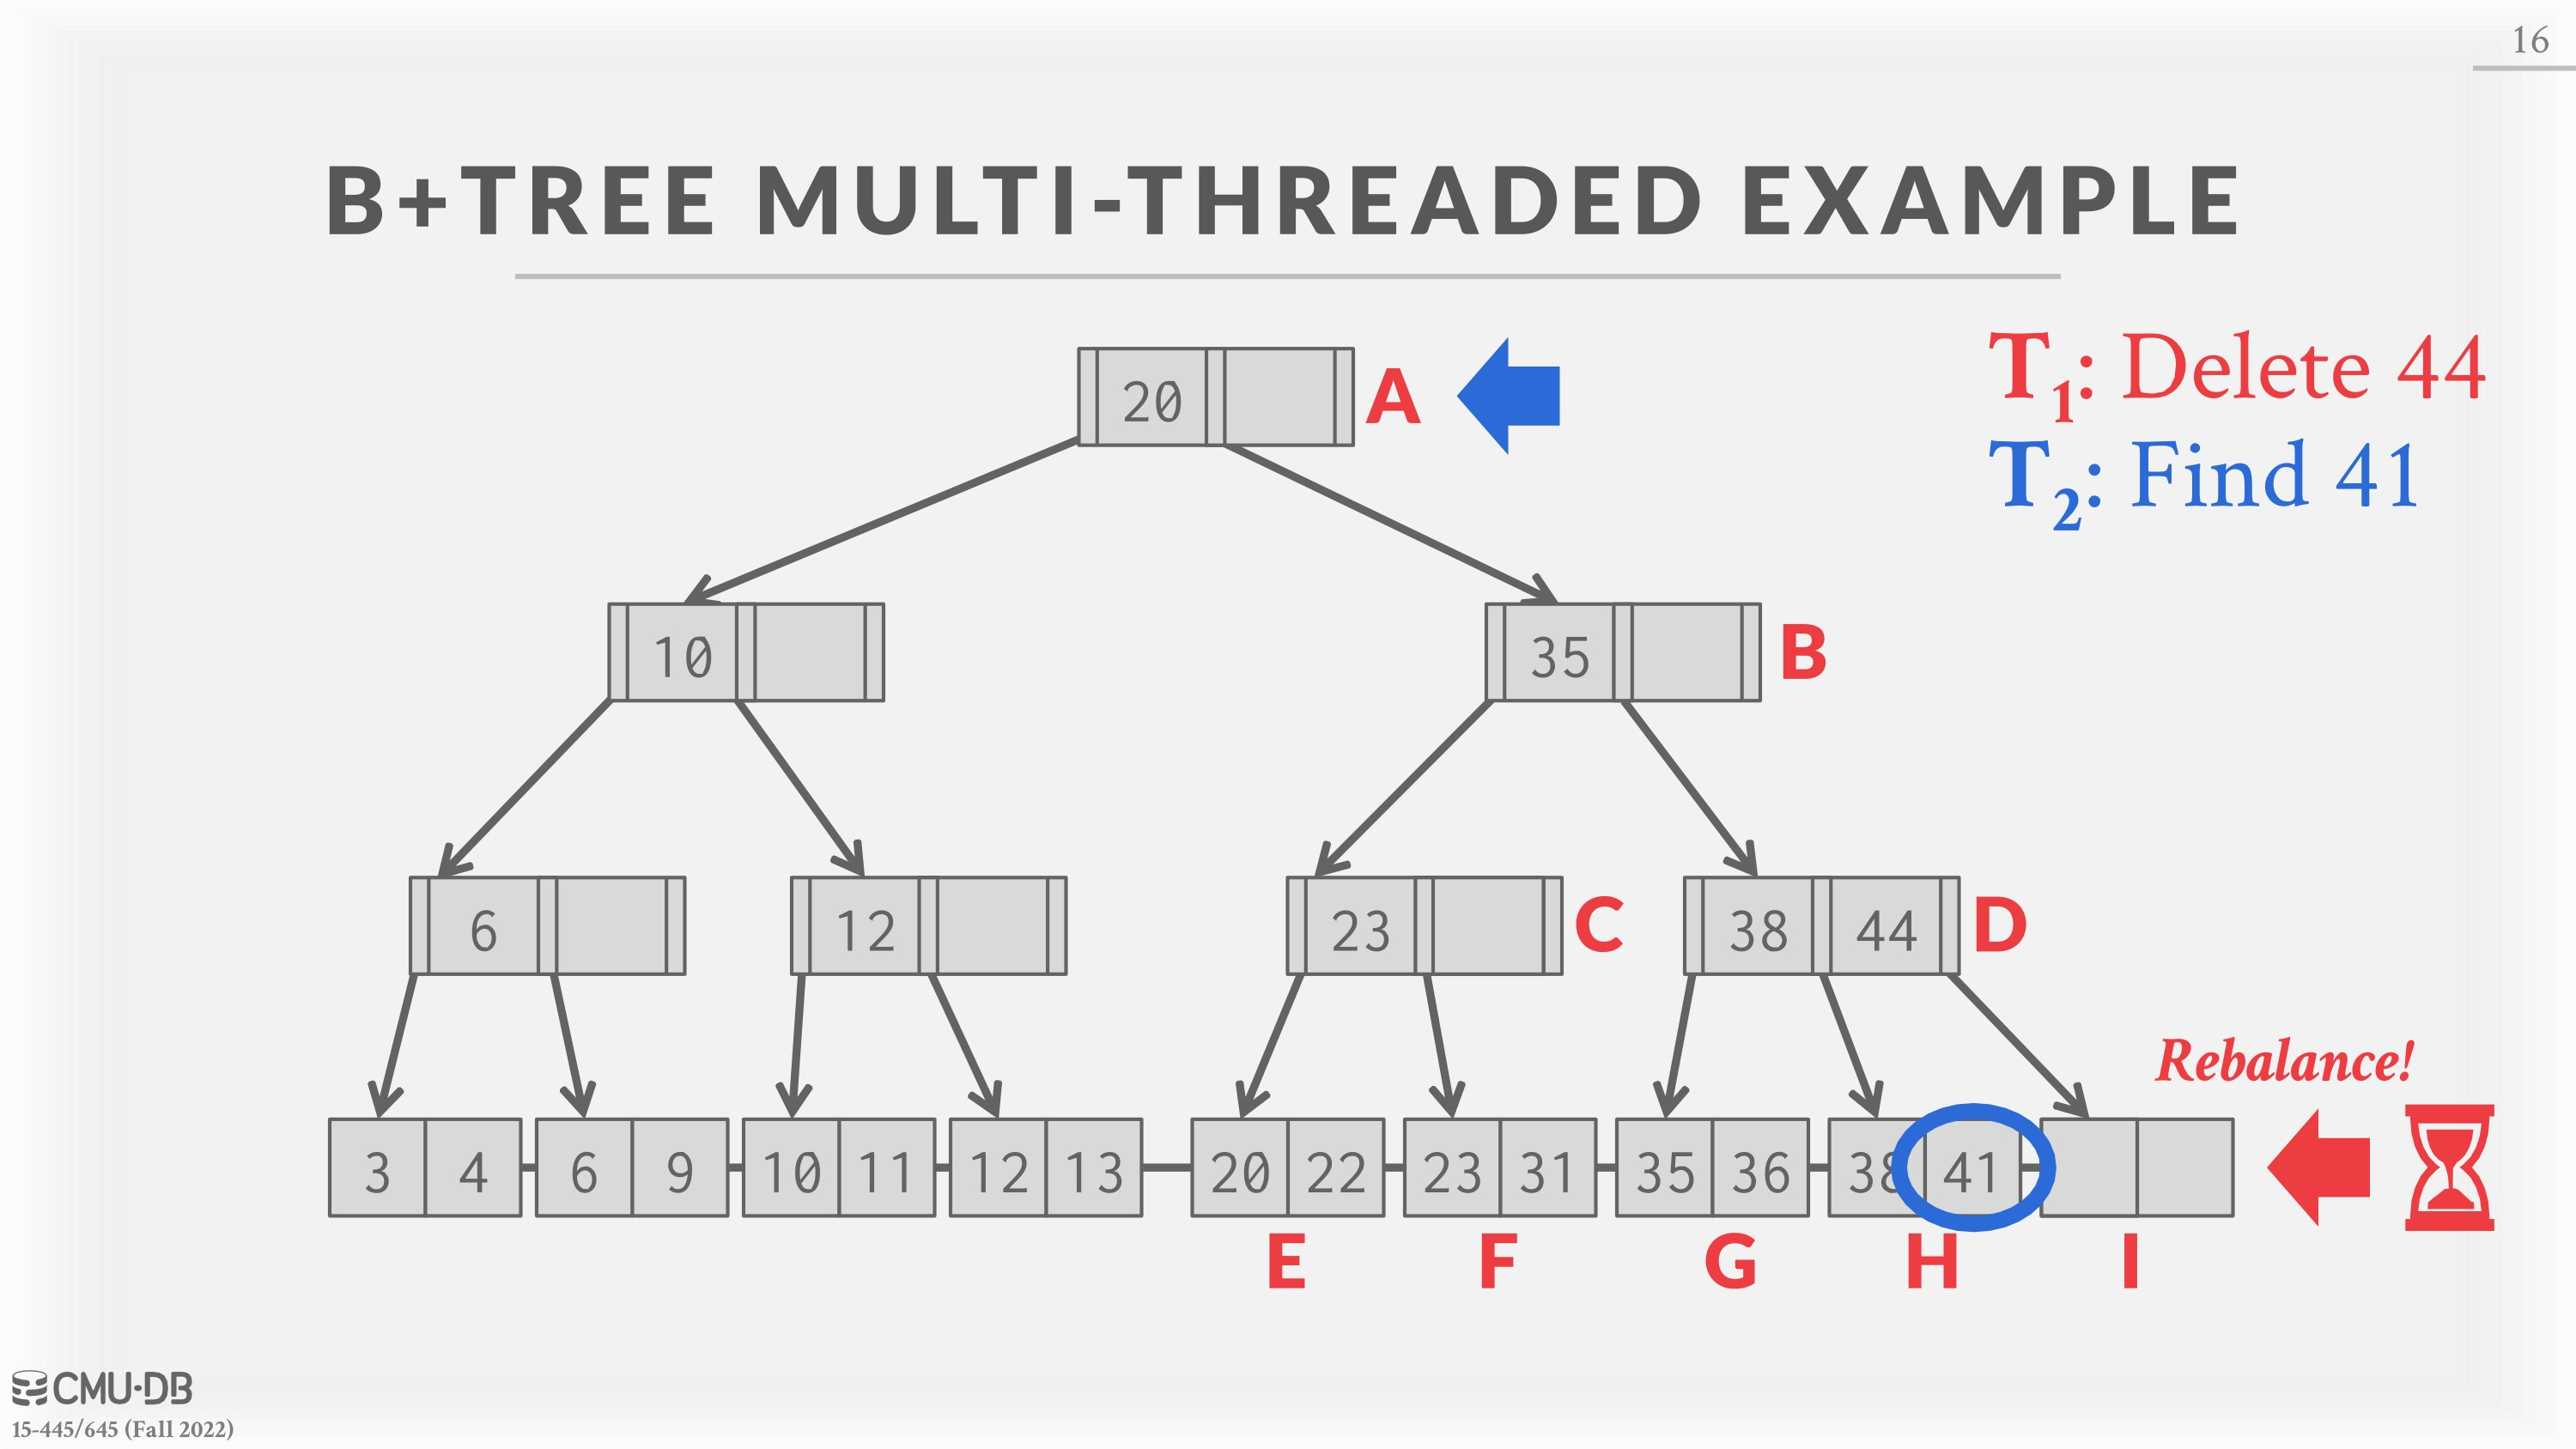 16
B+TREE MULTI-THREADED EXAMPLE
T1: Delete 44
T2: Find 41
20 A
10
35 B
6
12
23 C
38 44 D
Rebalance!
3 4 6 9 10 11 12 13 20 22 23 31 35 36 38 41
E F G H I
CMU·DB
15-445/645 (Fall 2022)